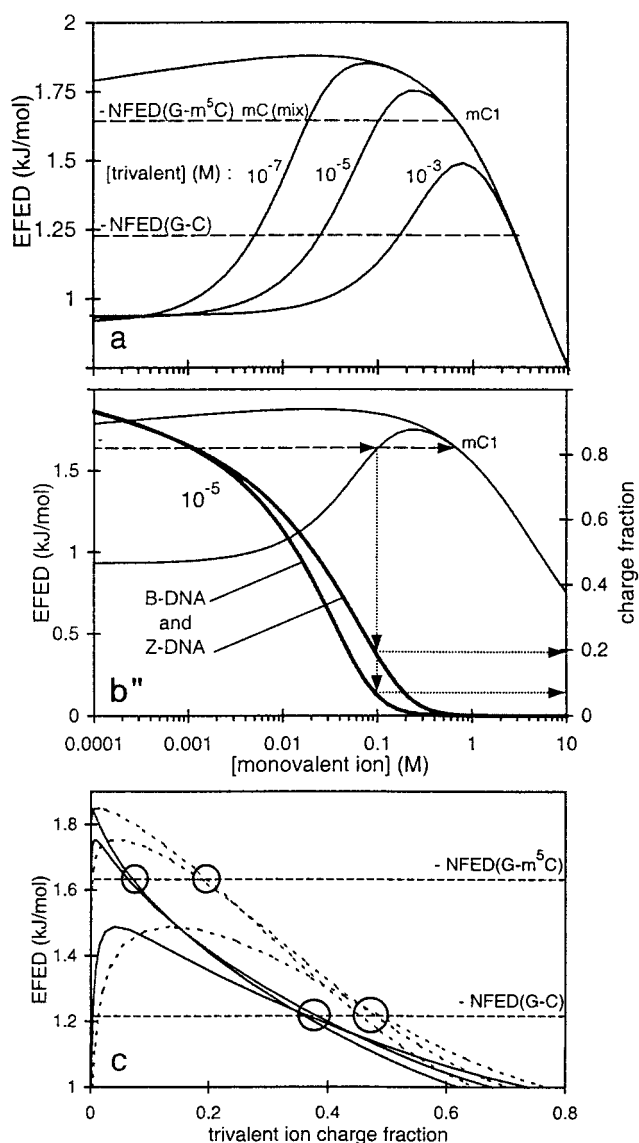 2
1.75
1.5
1.25
1
EFED (kJ/mol)
- NFED(G-m⁵C) mC (mix)
mC1
[trivalent] (M) : 10⁻⁷ 10⁻⁵ 10⁻³
- NFED(G-C)
a
1.5
1
0.5
0
EFED (kJ/mol)
-
mC1
10⁻⁵
B-DNA
and
Z-DNA
0.8
0.6
0.4
0.2
0
charge fraction
b"
0.0001 0.001 0.01 0.1 1 10
[monovalent ion] (M)
1.8
1.6
1.4
1.2
1
EFED (kJ/mol)
- NFED(G-m⁵C)
- NFED(G-C)
c
0 0.2 0.4 0.6 0.8
trivalent ion charge fraction